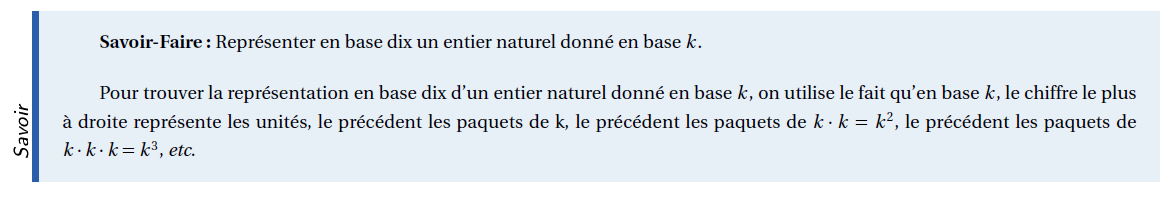 Savoir-Faire : Représenter en base dix un entier naturel donné en base k.
Pour trouver la représentation en base dix d'un entier naturel donné en base k, on utilise le fait qu'en base k, le chiffre le plus
à droite représente les unités, le précédent les paquets de k, le précédent les paquets de k · k = k², le précédent les paquets de
k · k · k = k³, etc.
Savoir